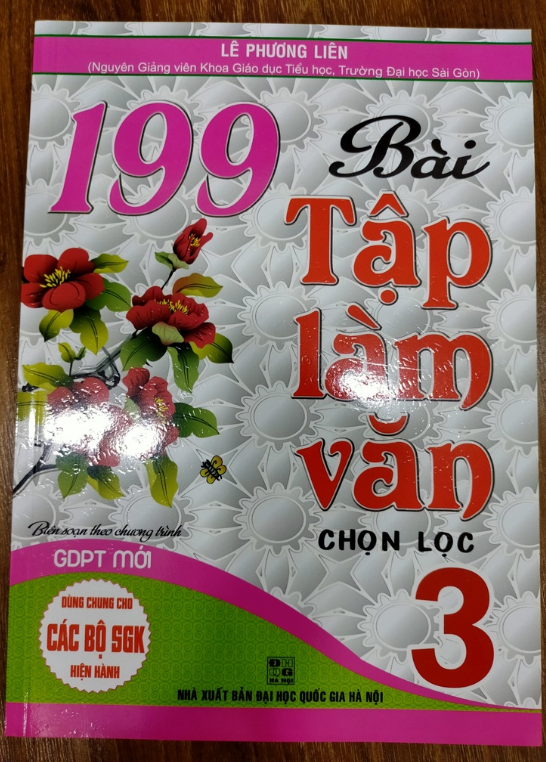 LÊ PHƯƠNG LIÊN
(Nguyên Giảng viên Khoa Giáo dục Tiểu học, Trường Đại học Sài Gòn)
199
Bài
Tập
làm
văn
CHỌN LỌC
3
Biên soạn theo chương trình
GDPT MỚI
DÙNG CHUNG CHO
CÁC BỘ SGK
HIỆN HÀNH
HÀ NỘI
NHÀ XUẤT BẢN ĐẠI HỌC QUỐC GIA HÀ NỘI